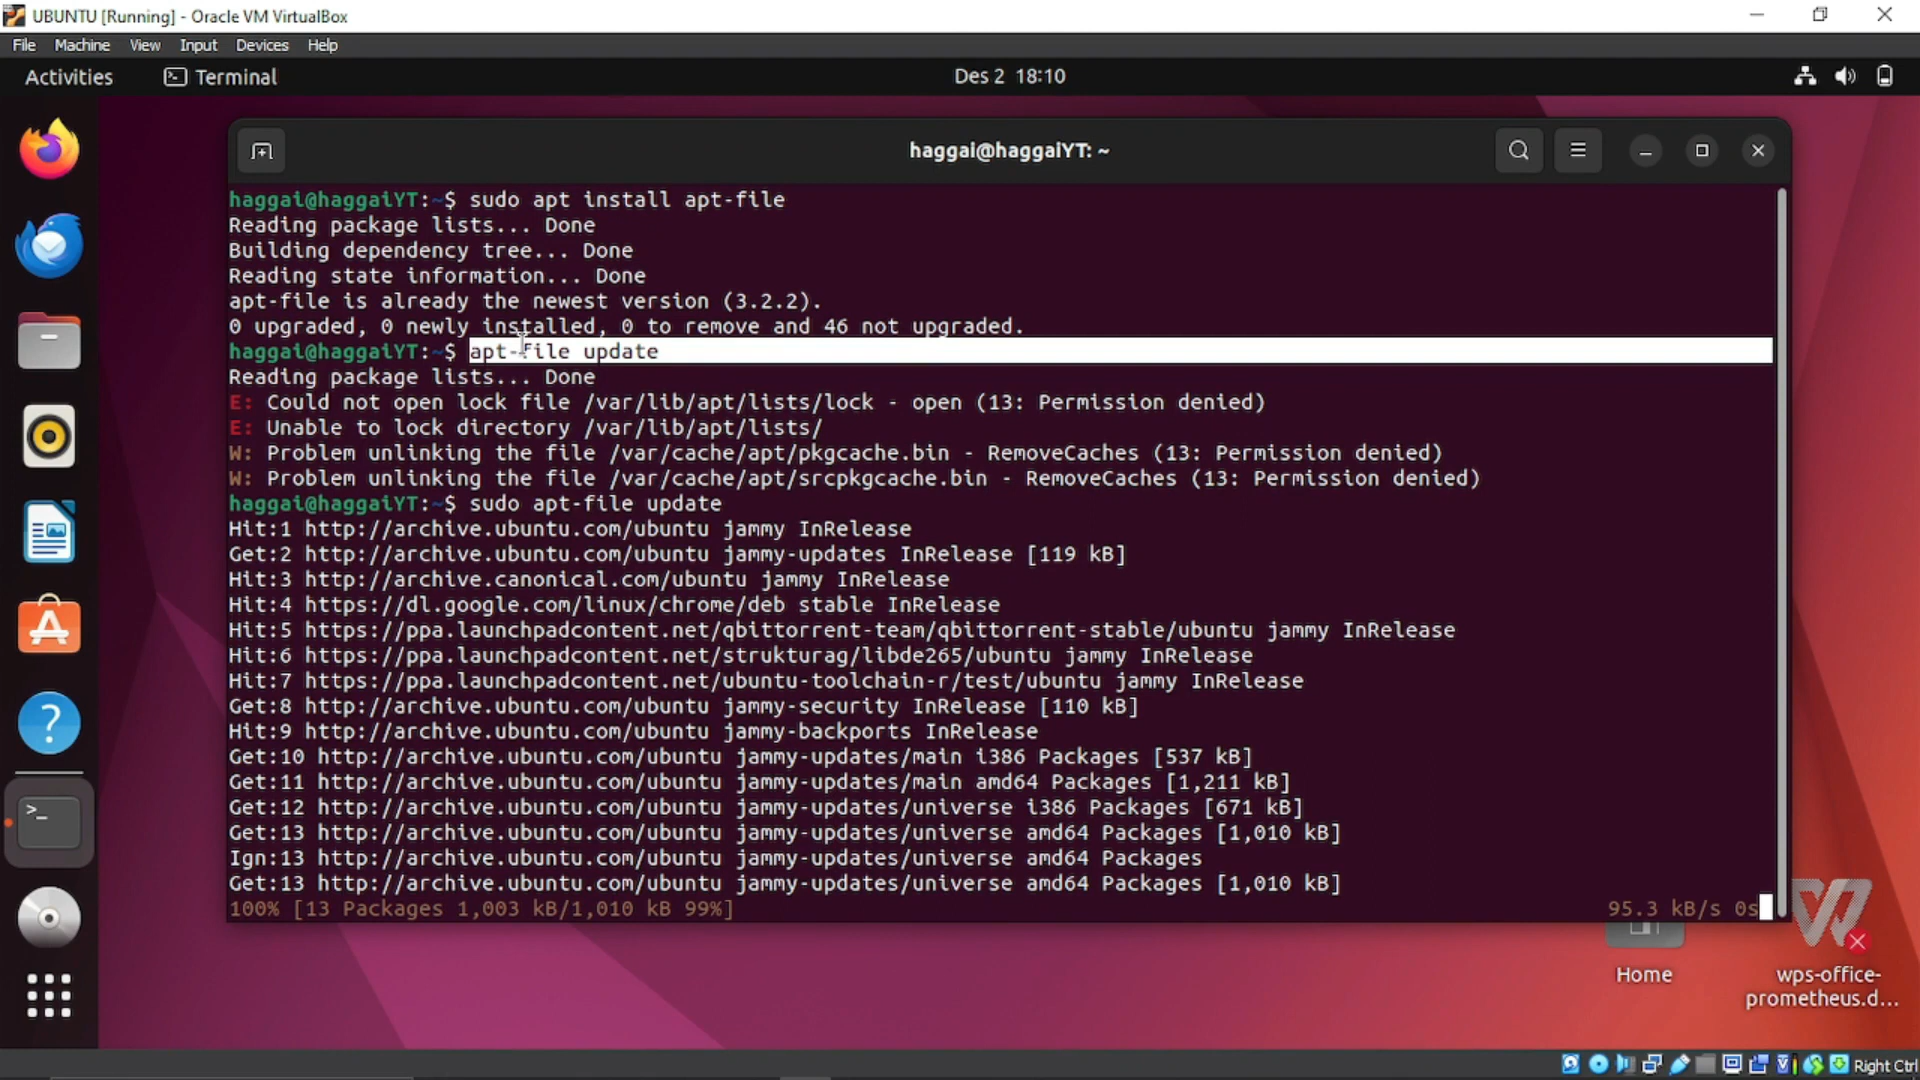 UBUNTU [Running] - Oracle VM VirtualBox
File Machine View Input Devices Help
Activities Terminal Des 2 18:10
haggai@haggaiYT: ~
haggai@haggaiYT:~$ sudo apt install apt-file
Reading package lists... Done
Building dependency tree... Done
Reading state information... Done
apt-file is already the newest version (3.2.2).
0 upgraded, 0 newly installed, 0 to remove and 46 not upgraded.
haggai@haggaiYT:~$ apt-file update
Reading package lists... Done
E: Could not open lock file /var/lib/apt/lists/lock - open (13: Permission denied)
E: Unable to lock directory /var/lib/apt/lists/
W: Problem unlinking the file /var/cache/apt/pkgcache.bin - RemoveCaches (13: Permission denied)
W: Problem unlinking the file /var/cache/apt/srcpkgcache.bin - RemoveCaches (13: Permission denied)
haggai@haggaiYT:~$ sudo apt-file update
Hit:1 http://archive.ubuntu.com/ubuntu jammy InRelease
Get:2 http://archive.ubuntu.com/ubuntu jammy-updates InRelease [119 kB]
Hit:3 http://archive.canonical.com/ubuntu jammy InRelease
Hit:4 https://dl.google.com/linux/chrome/deb stable InRelease
Hit:5 https://ppa.launchpadcontent.net/qbittorrent-team/qbittorrent-stable/ubuntu jammy InRelease
Hit:6 https://ppa.launchpadcontent.net/strukturag/libde265/ubuntu jammy InRelease
Hit:7 https://ppa.launchpadcontent.net/ubuntu-toolchain-r/test/ubuntu jammy InRelease
Get:8 http://archive.ubuntu.com/ubuntu jammy-security InRelease [110 kB]
Hit:9 http://archive.ubuntu.com/ubuntu jammy-backports InRelease
Get:10 http://archive.ubuntu.com/ubuntu jammy-updates/main i386 Packages [537 kB]
Get:11 http://archive.ubuntu.com/ubuntu jammy-updates/main amd64 Packages [1,211 kB]
Get:12 http://archive.ubuntu.com/ubuntu jammy-updates/universe i386 Packages [671 kB]
Get:13 http://archive.ubuntu.com/ubuntu jammy-updates/universe amd64 Packages [1,010 kB]
Ign:13 http://archive.ubuntu.com/ubuntu jammy-updates/universe amd64 Packages
Get:13 http://archive.ubuntu.com/ubuntu jammy-updates/universe amd64 Packages [1,010 kB]
100% [13 Packages 1,003 kB/1,010 kB 99%] 95.3 kB/s 0s
Home
wps-office-
prometheus.d...
Right Ctrl